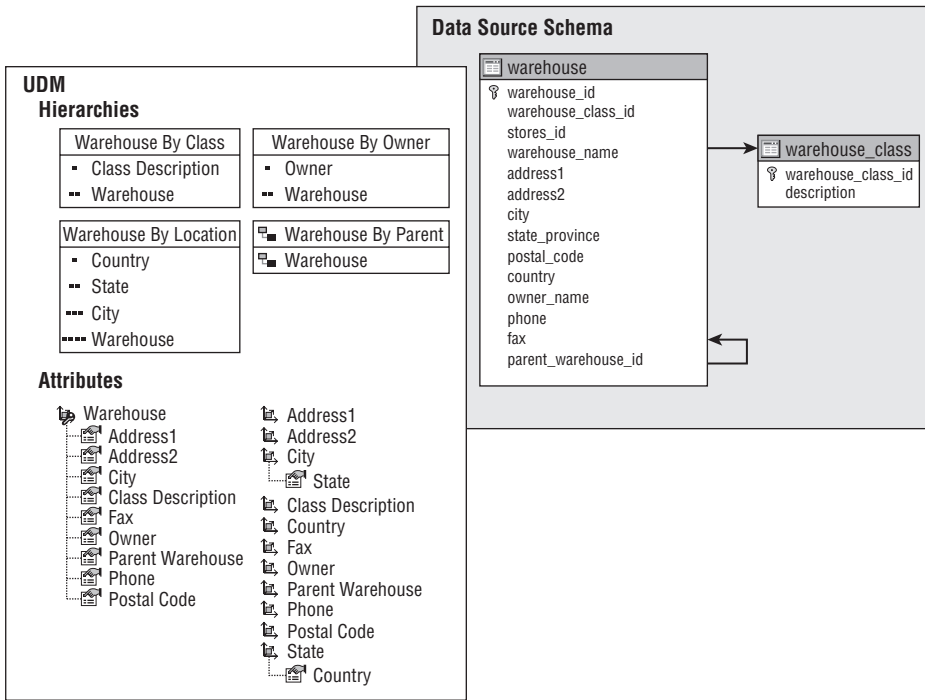 Data Source Schema
warehouse
warehouse_id
warehouse_class_id
stores_id
warehouse_name
address1
address2
city
state_province
postal_code
country
owner_name
phone
fax
parent_warehouse_id
warehouse_class
warehouse_class_id
description
UDM
Hierarchies
Warehouse By Class
Class Description
Warehouse
Warehouse By Owner
Owner
Warehouse
Warehouse By Location
Country
State
City
Warehouse
Warehouse By Parent
Warehouse
Attributes
Warehouse
Address1
Address2
City
Class Description
Fax
Owner
Parent Warehouse
Phone
Postal Code
Address1
Address2
City
State
Class Description
Country
Fax
Owner
Parent Warehouse
Phone
Postal Code
State
Country